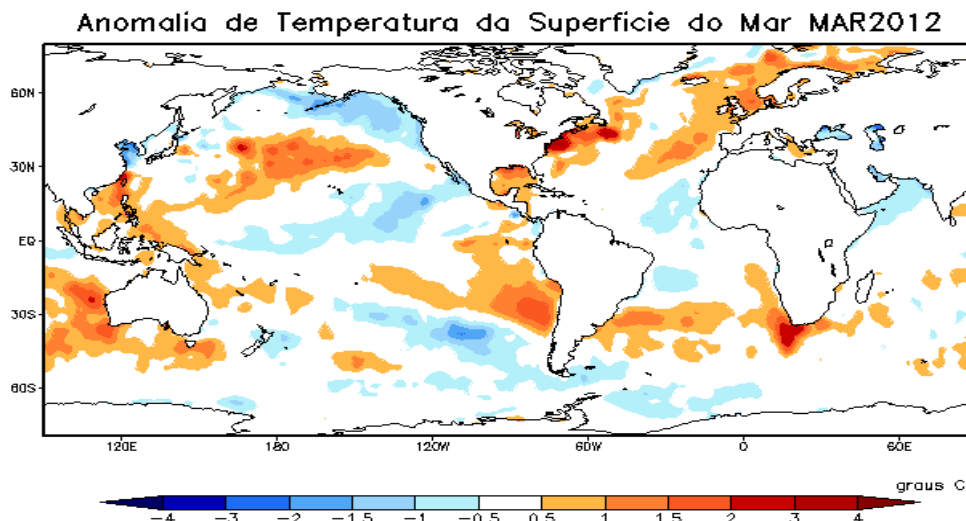 Anomalia de Temperatura da Superficie do Mar MAR2012
60N
30N
EQ
30S
60S
120E 180 120W 60W 0 60E
graus C
-4 -3 -2 -1.5 -1 -0.5 0.5 1 1.5 2 3 4